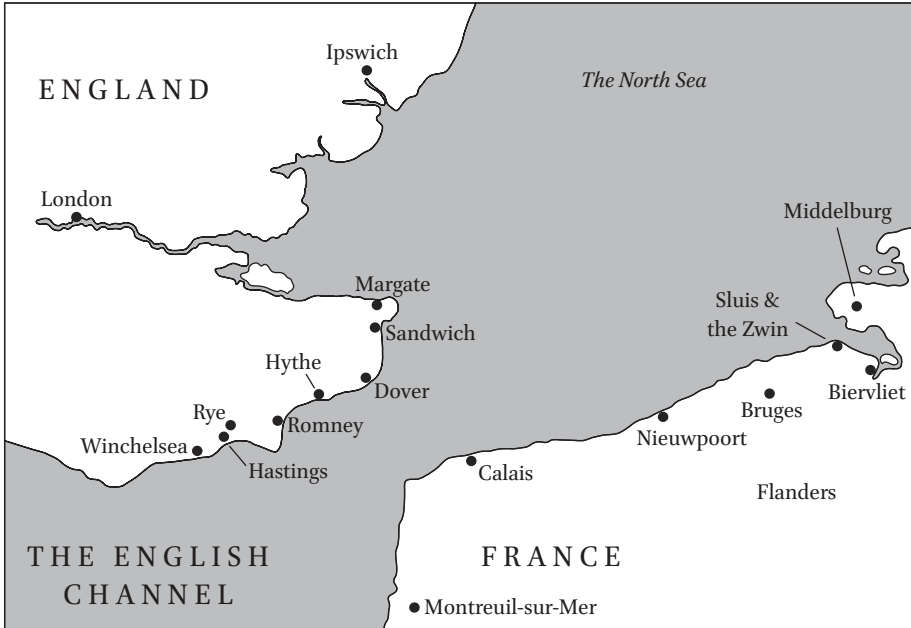 Ipswich
ENGLAND
The North Sea
London
Middelburg
Margate
Sluis &
the Zwin
Sandwich
Hythe
Dover
Biervliet
Rye
Romney
Bruges
Nieuwpoort
Winchelsea
Hastings
Calais
Flanders
THE ENGLISH
CHANNEL
FRANCE
Montreuil-sur-Mer